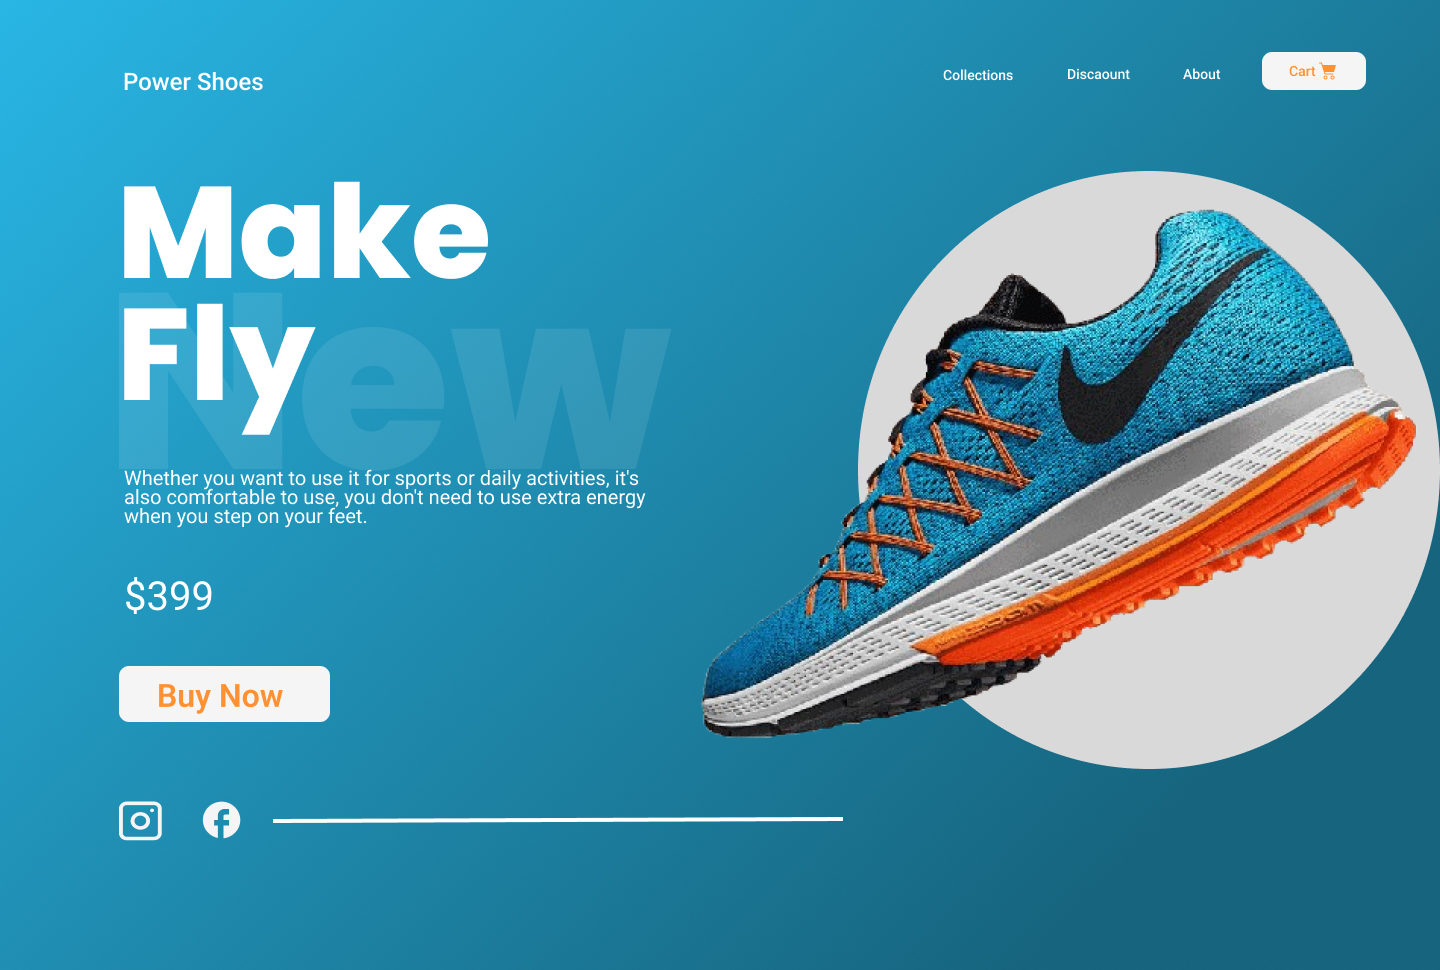 Power Shoes
Collections
Discaount
About
Cart
Make
Fly
New
Whether you want to use it for sports or daily activities, it's
also comfortable to use, you don't need to use extra energy
when you step on your feet.
$399
Buy Now